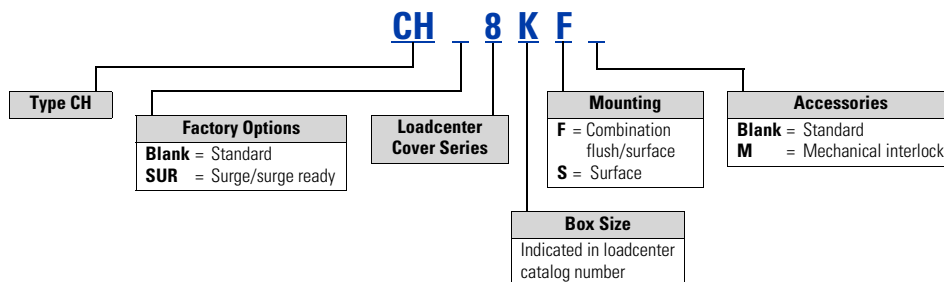 CH _ 8 K F _
Type CH
Factory Options
Blank = Standard
SUR = Surge/surge ready
Loadcenter
Cover Series
Mounting
F = Combination
flush/surface
S = Surface
Accessories
Blank = Standard
M = Mechanical interlock
Box Size
Indicated in loadcenter
catalog number